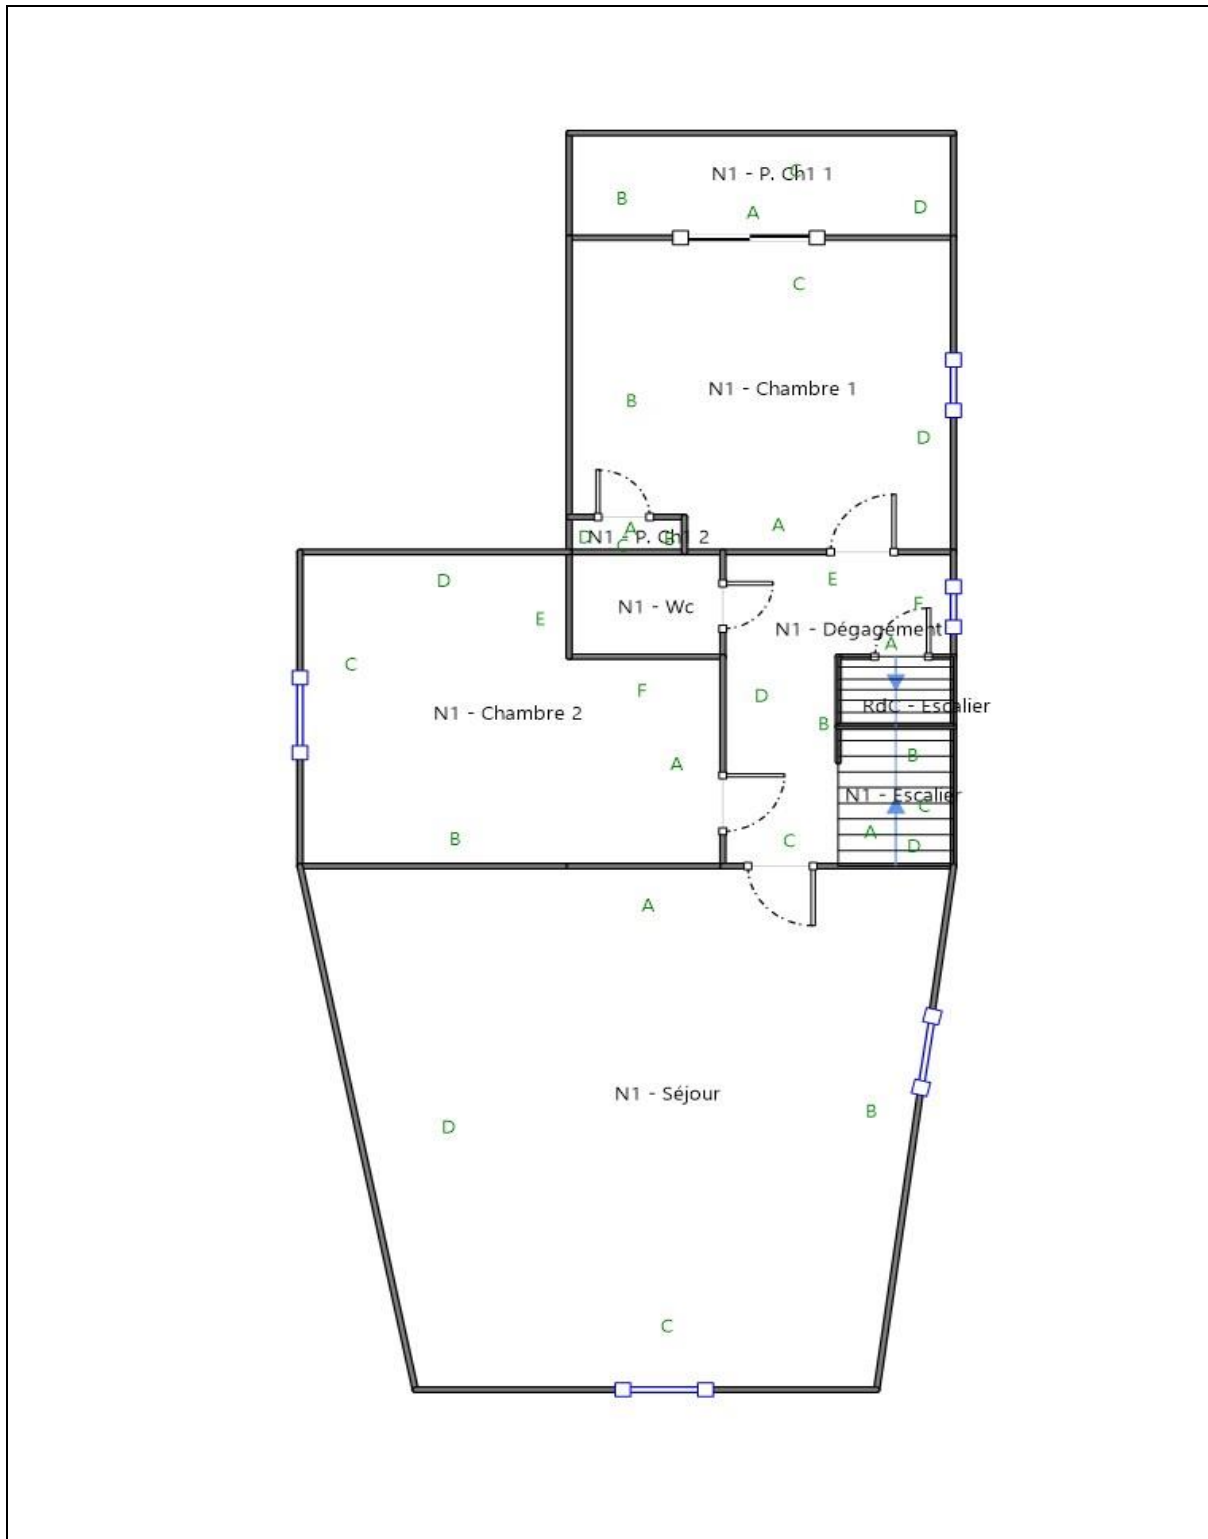 N1 - P. Ch1 1
C
B
A
D
C
N1 - Chambre 1
B
D
A
A
D
N1 - P. Ch1 2
B
C
D
E
E
F
N1 - Wc
N1 - Dégagement
A
C
F
D
RdC - Escalier
N1 - Chambre 2
B
B
A
N1 - Escalier
C
A
B
C
D
A
N1 - Séjour
B
D
C